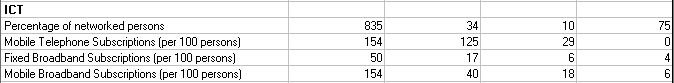 ICT
Percentage of networked persons 835 34 10 75
Mobile Telephone Subscriptions (per 100 persons) 154 125 29 0
Fixed Broadband Subscriptions (per 100 persons) 50 17 6 4
Mobile Broadband Subscriptions (per 100 persons) 154 40 18 6